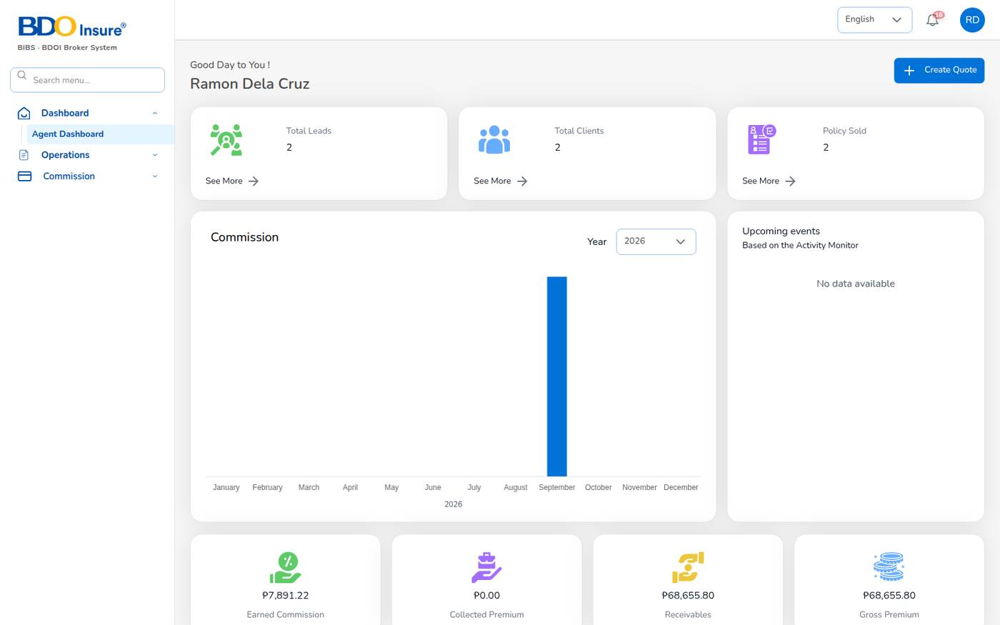 BDO Insure®
BIBS · BDOI Broker System
Search menu...
Dashboard
Agent Dashboard
Operations
Commission
English
16
RD
Good Day to You !
Ramon Dela Cruz
Create Quote
Total Leads
2
See More
Total Clients
2
See More
Policy Sold
2
See More
Commission
Year
2026
January February March April May June July August September October November December
2026
Upcoming events
Based on the Activity Monitor
No data available
₱7,891.22
Earned Commission
₱0.00
Collected Premium
₱68,655.80
Receivables
₱68,655.80
Gross Premium